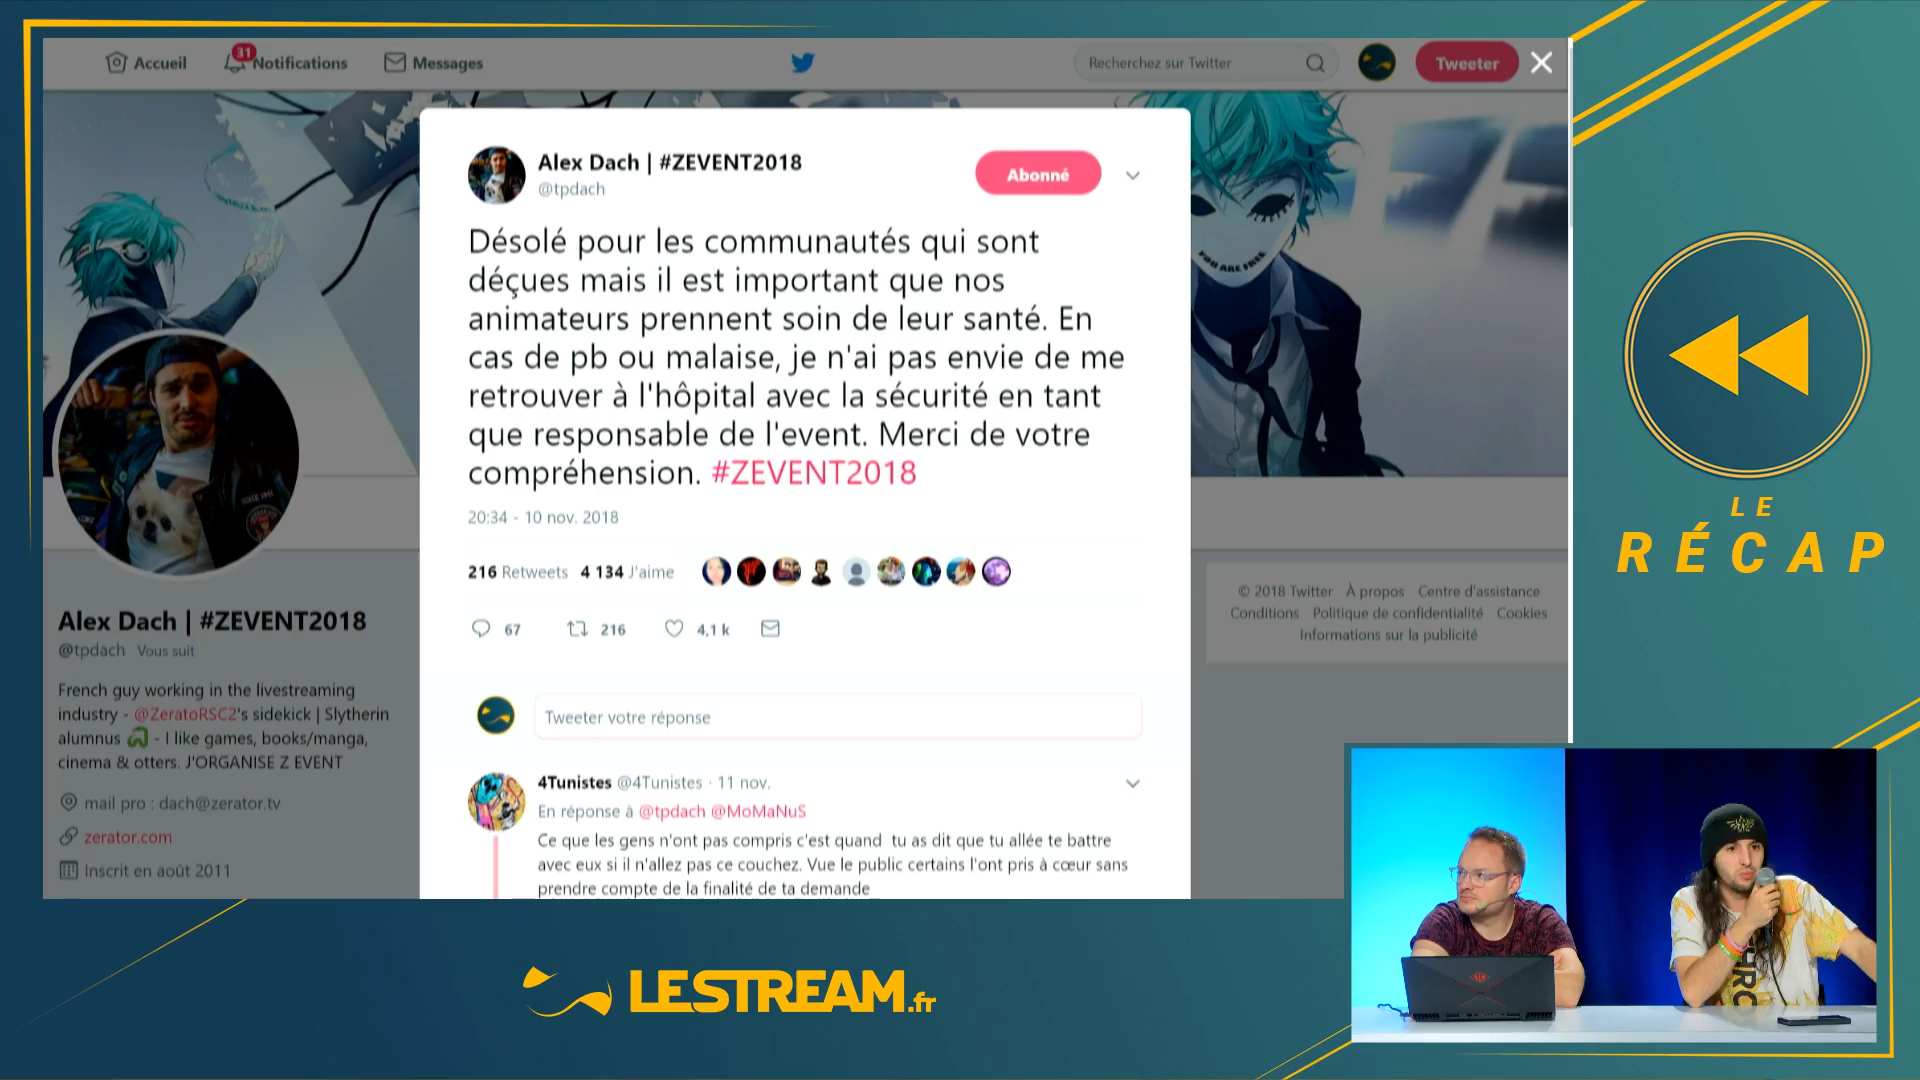 Accueil
31
Notifications
Messages
Recherchez sur Twitter
Tweeter
Alex Dach | #ZEVENT2018
@tpdach
Abonné
Désolé pour les communautés qui sont
déçues mais il est important que nos
animateurs prennent soin de leur santé. En
cas de pb ou malaise, je n'ai pas envie de me
retrouver à l'hôpital avec la sécurité en tant
que responsable de l'event. Merci de votre
compréhension. #ZEVENT2018
20:34 - 10 nov. 2018
216 Retweets 4 134 J'aime
67
216
4,1 k
Tweeter votre réponse
4Tunistes @4Tunistes · 11 nov.
En réponse à @tpdach @MoMaNuS
Ce que les gens n'ont pas compris c'est quand tu as dit que tu allée te battre
avec eux si il n'allez pas ce couchez. Vue le public certains l'ont pris à cœur sans
prendre compte de la finalité de ta demande
Alex Dach | #ZEVENT2018
@tpdach Vous suit
French guy working in the livestreaming
industry - @ZeratoRSC2's sidekick | Slytherin
alumnus - I like games, books/manga,
cinema & otters. J'ORGANISE Z EVENT
mail pro : dach@zerator.tv
zerator.com
Inscrit en août 2011
YOU ARE FREE
© 2018 Twitter À propos Centre d'assistance
Conditions Politique de confidentialité Cookies
Informations sur la publicité
LE
RÉCAP
LESTREAM.fr